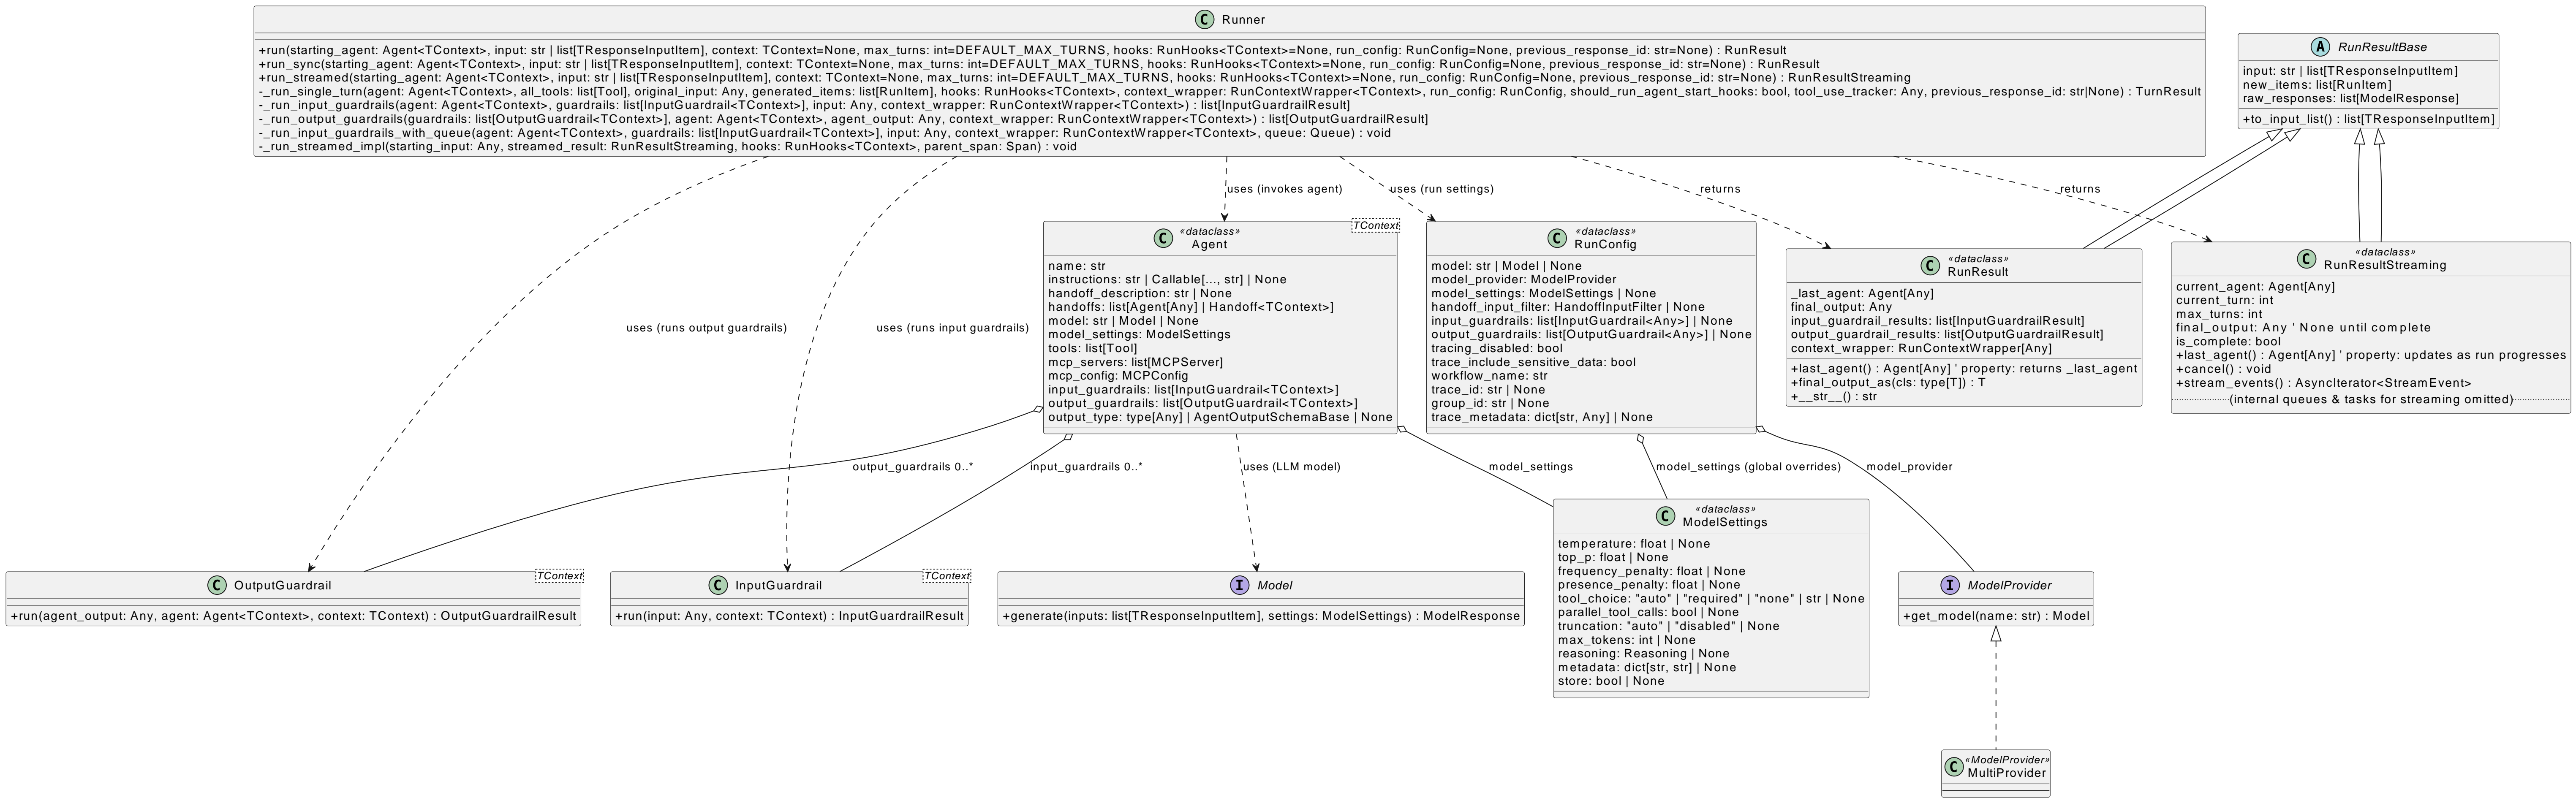 C Runner
+run(starting_agent: Agent<TContext>, input: str | list[TResponseInputItem], context: TContext=None, max_turns: int=DEFAULT_MAX_TURNS, hooks: RunHooks<TContext>=None, run_config: RunConfig=None, previous_response_id: str=None) : RunResult
+run_sync(starting_agent: Agent<TContext>, input: str | list[TResponseInputItem], context: TContext=None, max_turns: int=DEFAULT_MAX_TURNS, hooks: RunHooks<TContext>=None, run_config: RunConfig=None, previous_response_id: str=None) : RunResult
+run_streamed(starting_agent: Agent<TContext>, input: str | list[TResponseInputItem], context: TContext=None, max_turns: int=DEFAULT_MAX_TURNS, hooks: RunHooks<TContext>=None, run_config: RunConfig=None, previous_response_id: str=None) : RunResultStreaming
-_run_single_turn(agent: Agent<TContext>, all_tools: list[Tool], original_input: Any, generated_items: list[RunItem], hooks: RunHooks<TContext>, context_wrapper: RunContextWrapper<TContext>, run_config: RunConfig, should_run_agent_start_hooks: bool, tool_use_tracker: Any, previous_response_id: str|None) : TurnResult
-_run_input_guardrails(agent: Agent<TContext>, guardrails: list[InputGuardrail<TContext>], input: Any, context_wrapper: RunContextWrapper<TContext>) : list[InputGuardrailResult]
-_run_output_guardrails(guardrails: list[OutputGuardrail<TContext>], agent: Agent<TContext>, agent_output: Any, context_wrapper: RunContextWrapper<TContext>) : list[OutputGuardrailResult]
-_run_input_guardrails_with_queue(agent: Agent<TContext>, guardrails: list[InputGuardrail<TContext>], input: Any, context_wrapper: RunContextWrapper<TContext>, queue: Queue) : void
-_run_streamed_impl(starting_input: Any, streamed_result: RunResultStreaming, hooks: RunHooks<TContext>, parent_span: Span) : void
A RunResultBase
input: str | list[TResponseInputItem]
new_items: list[RunItem]
raw_responses: list[ModelResponse]
+to_input_list() : list[TResponseInputItem]
uses (invokes agent)
uses (run settings)
returns
returns
uses (runs output guardrails)
uses (runs input guardrails)
TContext
«dataclass»
C Agent
name: str
instructions: str | Callable[..., str] | None
handoff_description: str | None
handoffs: list[Agent[Any] | Handoff<TContext>]
model: str | Model | None
model_settings: ModelSettings
tools: list[Tool]
mcp_servers: list[MCPServer]
mcp_config: MCPConfig
input_guardrails: list[InputGuardrail<TContext>]
output_guardrails: list[OutputGuardrail<TContext>]
output_type: type[Any] | AgentOutputSchemaBase | None
«dataclass»
C RunConfig
model: str | Model | None
model_provider: ModelProvider
model_settings: ModelSettings | None
handoff_input_filter: HandoffInputFilter | None
input_guardrails: list[InputGuardrail<Any>] | None
output_guardrails: list[OutputGuardrail<Any>] | None
tracing_disabled: bool
trace_include_sensitive_data: bool
workflow_name: str
trace_id: str | None
group_id: str | None
trace_metadata: dict[str, Any] | None
«dataclass»
C RunResult
_last_agent: Agent[Any]
final_output: Any
input_guardrail_results: list[InputGuardrailResult]
output_guardrail_results: list[OutputGuardrailResult]
context_wrapper: RunContextWrapper[Any]
+last_agent() : Agent[Any] ' property: returns _last_agent
+final_output_as(cls: type[T]) : T
+__str__() : str
«dataclass»
C RunResultStreaming
current_agent: Agent[Any]
current_turn: int
max_turns: int
final_output: Any ' None until complete
is_complete: bool
+last_agent() : Agent[Any] ' property: updates as run progresses
+cancel() : void
+stream_events() : AsyncIterator<StreamEvent>
(internal queues & tasks for streaming omitted)
output_guardrails 0..*
input_guardrails 0..*
uses (LLM model)
model_settings
model_settings (global overrides)
model_provider
TContext
C OutputGuardrail
+run(agent_output: Any, agent: Agent<TContext>, context: TContext) : OutputGuardrailResult
TContext
C InputGuardrail
+run(input: Any, context: TContext) : InputGuardrailResult
I Model
+generate(inputs: list[TResponseInputItem], settings: ModelSettings) : ModelResponse
«dataclass»
C ModelSettings
temperature: float | None
top_p: float | None
frequency_penalty: float | None
presence_penalty: float | None
tool_choice: "auto" | "required" | "none" | str | None
parallel_tool_calls: bool | None
truncation: "auto" | "disabled" | None
max_tokens: int | None
reasoning: Reasoning | None
metadata: dict[str, str] | None
store: bool | None
I ModelProvider
+get_model(name: str) : Model
«ModelProvider»
C MultiProvider